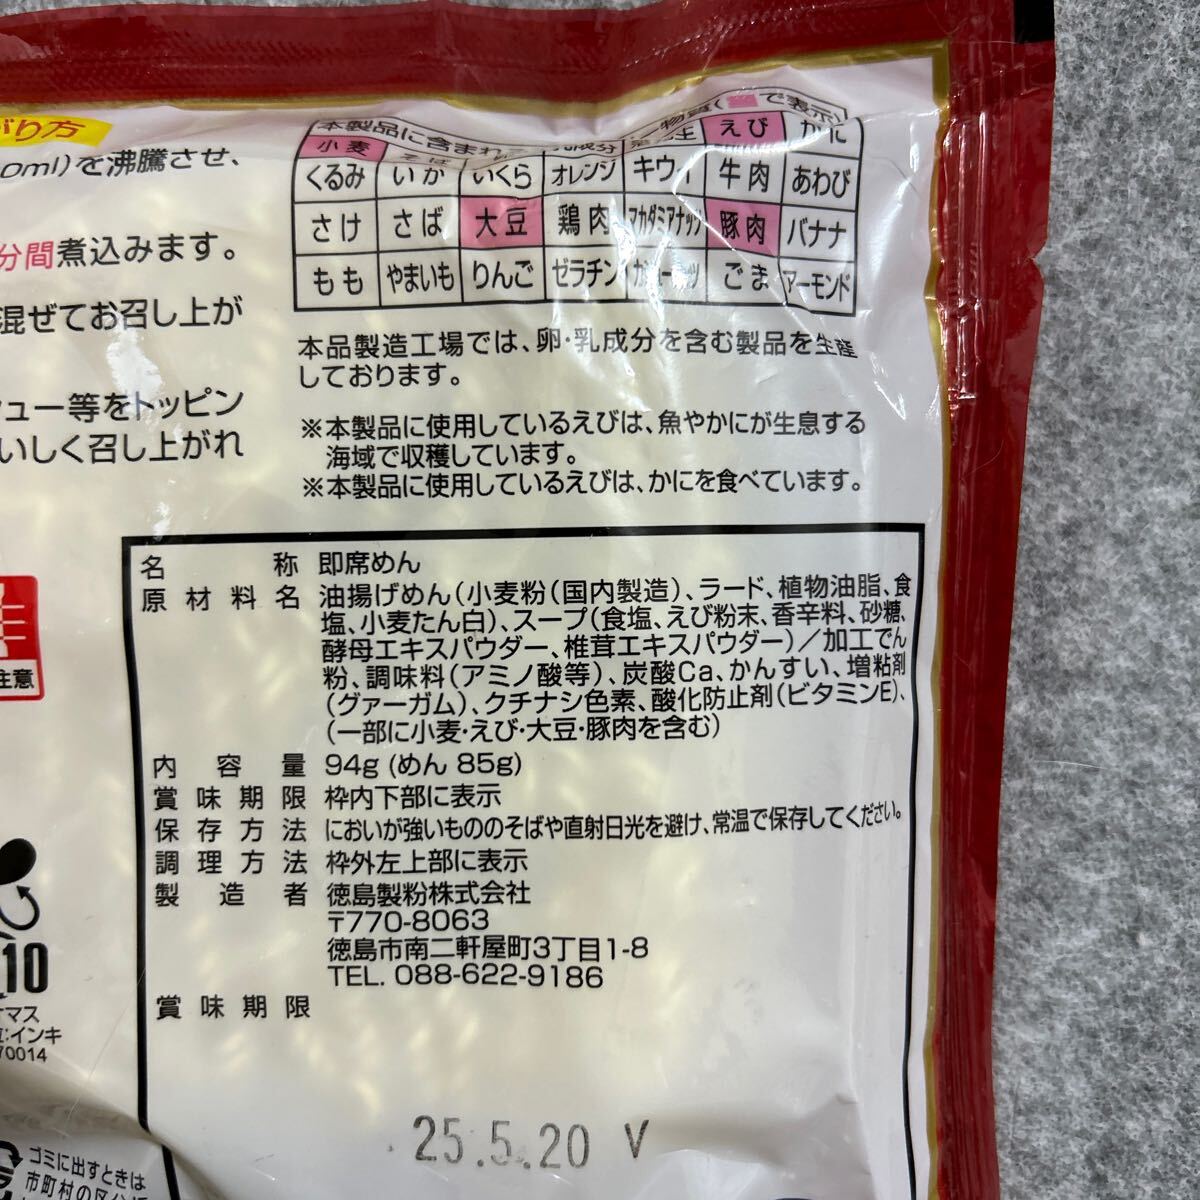 がり方
0ml)を沸騰させ、
分間煮込みます。
混ぜてお召し上が
ュー等をトッピン
いしく召し上がれ
注意
10
マス
インキ
70014
ゴミに出すときは
市町村の区分
本製品に含まれ
物質(
で表示)
小麦 そば えび かに
くるみ いか いくら オレンジ キウイ 牛肉 あわび
さけ さば 大豆 鶏肉 マカダミアナッツ 豚肉 バナナ
もも やまいも りんご ゼラチン ごま アーモンド
本品製造工場では、卵・乳成分を含む製品を生産
しております。
※本製品に使用しているえびは、魚やかにが生息する
海域で収穫しています。
※本製品に使用しているえびは、かにを食べています。
名称 即席めん
原材料名 油揚げめん(小麦粉(国内製造)、ラード、植物油脂、食
塩、小麦たん白)、スープ(食塩、えび粉末、香辛料、砂糖、
酵母エキスパウダー、椎茸エキスパウダー)/加工でん
粉、調味料(アミノ酸等)、炭酸Ca、かんすい、増粘剤
(グァーガム)、クチナシ色素、酸化防止剤(ビタミンE)、
(一部に小麦・えび・大豆・豚肉を含む)
内容量 94g (めん 85g)
賞味期限 枠内下部に表示
保存方法 においが強いもののそばや直射日光を避け、常温で保存してください。
調理方法 枠外左上部に表示
製造者 徳島製粉株式会社
〒770-8063
徳島市南二軒屋町3丁目1-8
TEL. 088-622-9186
賞味期限
25.5.20 V